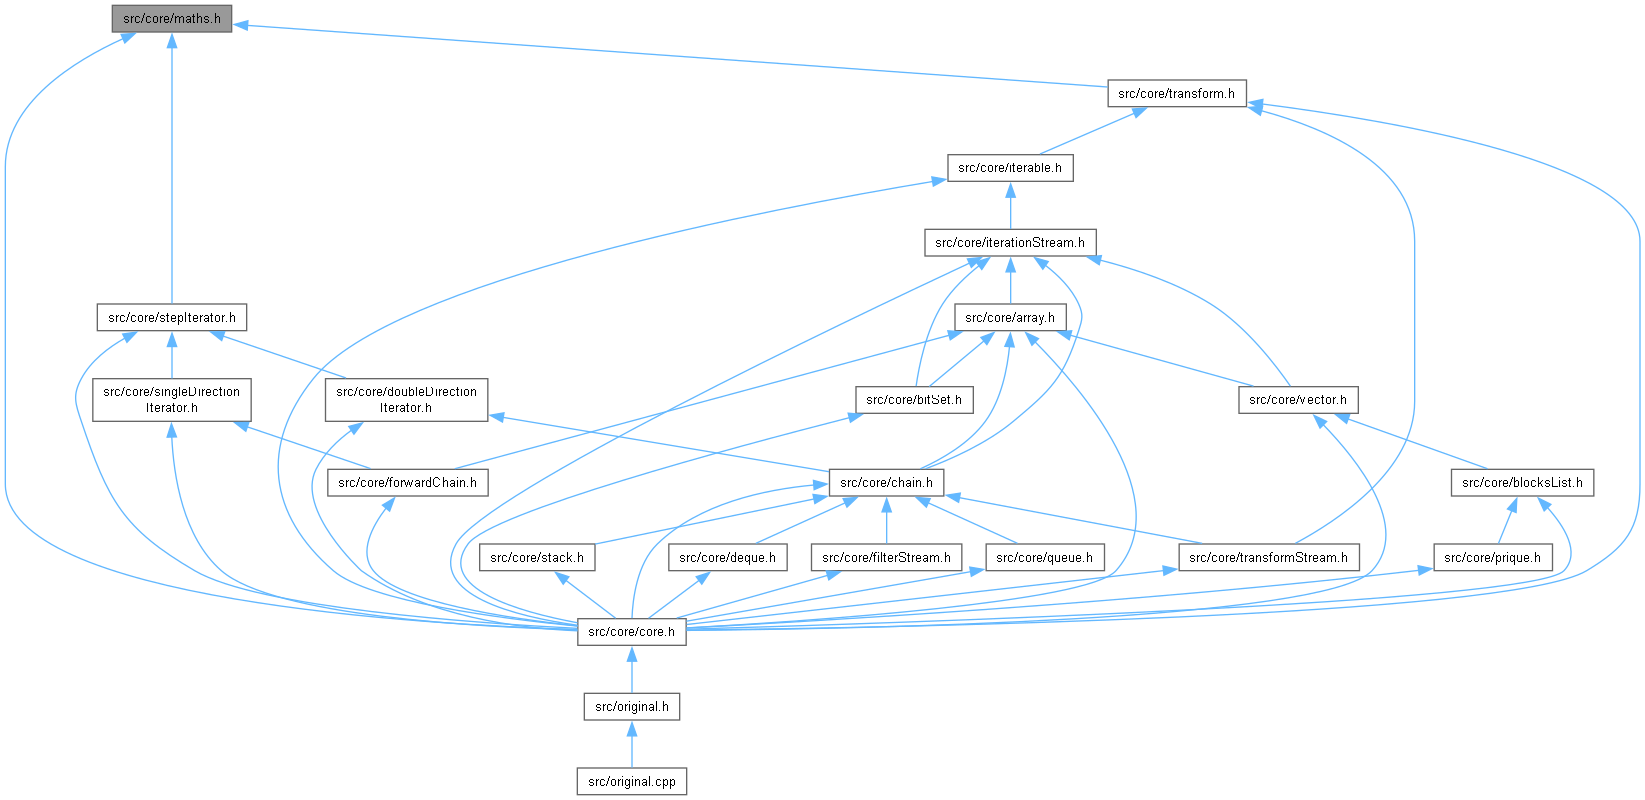 src/core/maths.h
src/core/transform.h
src/core/iterable.h
src/core/iterationStream.h
src/core/stepIterator.h
src/core/array.h
src/core/singleDirection
Iterator.h
src/core/doubleDirection
Iterator.h
src/core/bitSet.h
src/core/vector.h
src/core/forwardChain.h
src/core/chain.h
src/core/blocksList.h
src/core/stack.h
src/core/deque.h
src/core/filterStream.h
src/core/queue.h
src/core/transformStream.h
src/core/prique.h
src/core/core.h
src/original.h
src/original.cpp